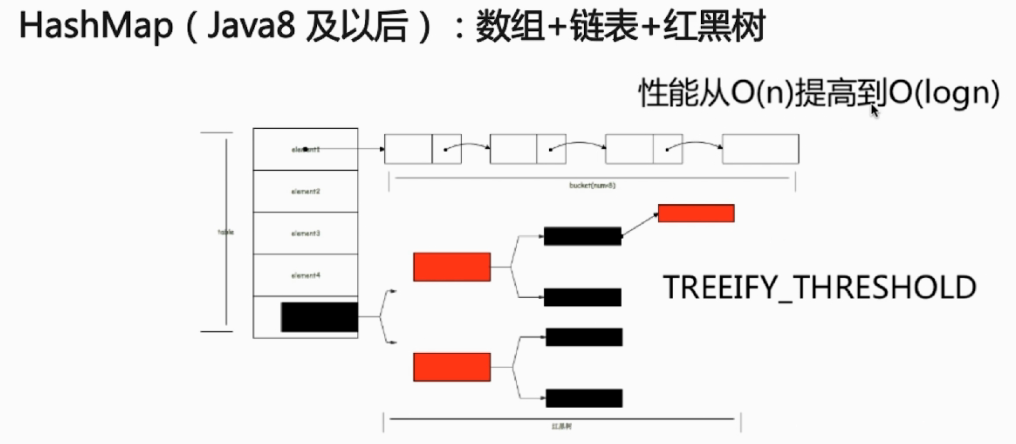 HashMap（Java8 及以后）：数组+链表+红黑树
性能从O(n)提高到O(logn)
element1
bucket(num=8)
element2
table
element3
element4
TREEIFY_THRESHOLD
红黑树